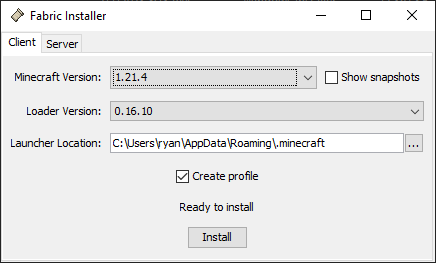 Fabric Installer
Client Server
Minecraft Version: 1.21.4 Show snapshots
Loader Version: 0.16.10
Launcher Location: C:\Users\ryan\AppData\Roaming\.minecraft ...
Create profile
Ready to install
Install